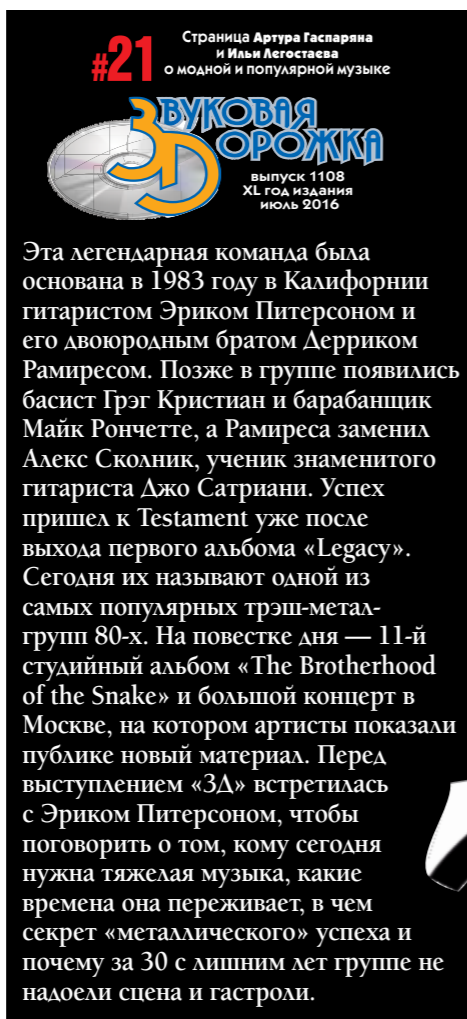 #21
Страница Артура Гаспаряна
и Ильи Легостаева
о модной и популярной музыке
ЗВУКОВАЯ
ДОРОЖКА
выпуск 1108
XL год издания
июль 2016
Эта легендарная команда была
основана в 1983 году в Калифорнии
гитаристом Эриком Питерсоном и
его двоюродным братом Дерриком
Рамиресом. Позже в группе появились
басист Грэг Кристиан и барабанщик
Майк Рончетте, а Рамиреса заменил
Алекс Сколник, ученик знаменитого
гитариста Джо Сатриани. Успех
пришел к Testament уже после
выхода первого альбома «Legacy».
Сегодня их называют одной из
самых популярных трэш-метал-
групп 80-х. На повестке дня — 11-й
студийный альбом «The Brotherhood
of the Snake» и большой концерт в
Москве, на котором артисты показали
публике новый материал. Перед
выступлением «ЗД» встретилась
с Эриком Питерсоном, чтобы
поговорить о том, кому сегодня
нужна тяжелая музыка, какие
времена она переживает, в чем
секрет «металлического» успеха и
почему за 30 с лишним лет группе не
надоели сцена и гастроли.